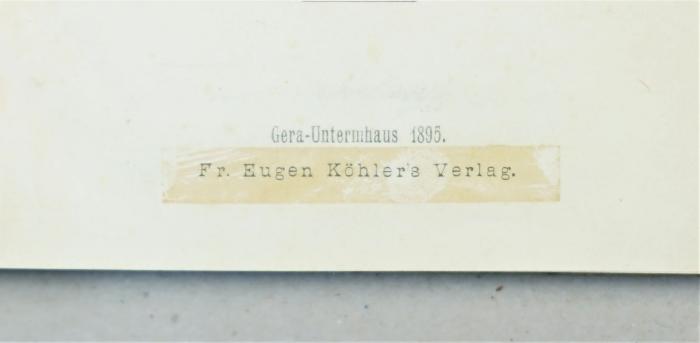 Gera-Untermhaus 1895.
Fr. Eugen Köhler's Verlag.